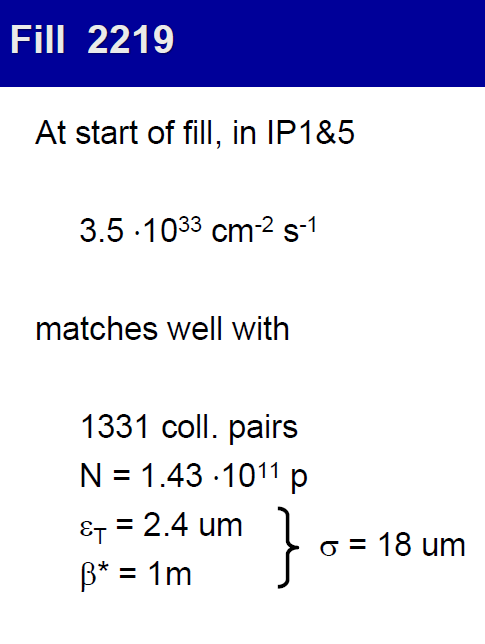 Fill 2219
At start of fill, in IP1&5
3.5 ·10³³ cm⁻² s⁻¹
matches well with
1331 coll. pairs
N = 1.43 ·10¹¹ p
εT = 2.4 um
β* = 1m
σ = 18 um